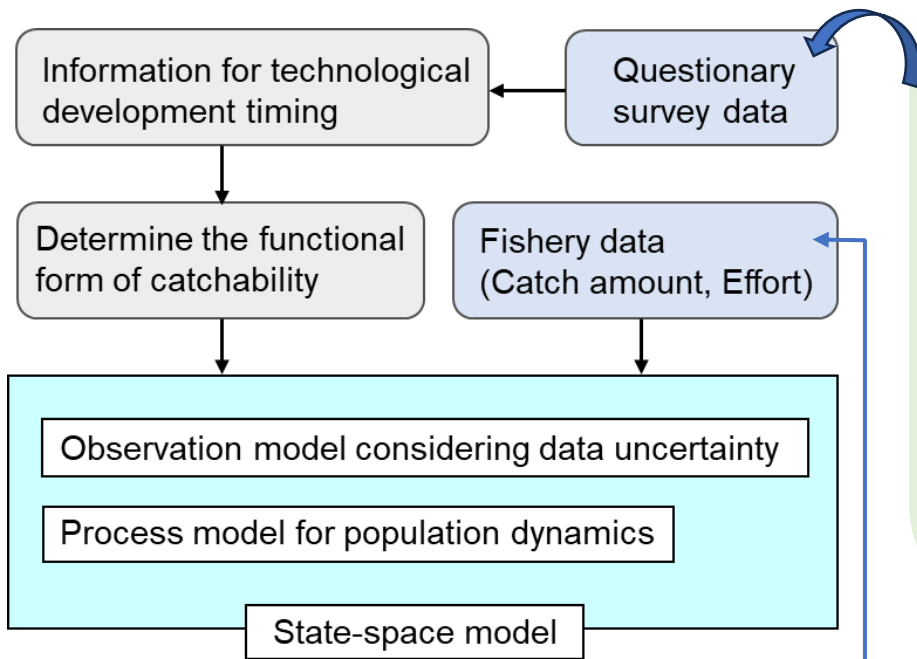 Information for technological
development timing
Questionary
survey data
Determine the functional
form of catchability
Fishery data
(Catch amount, Effort)
Observation model considering data uncertainty
Process model for population dynamics
State-space model